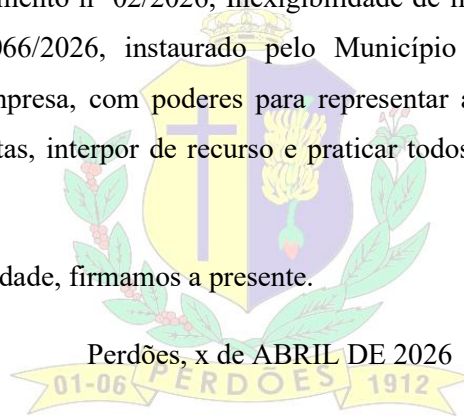 mento nº 02/2026, Inexigibilidade de
066/2026, instaurado pelo Município
mpresa, com poderes para representar a
tas, interpor de recurso e praticar todos
idade, firmamos a presente.
Perdões, x de ABRIL DE 2026
01-06 PERDÕES 1912